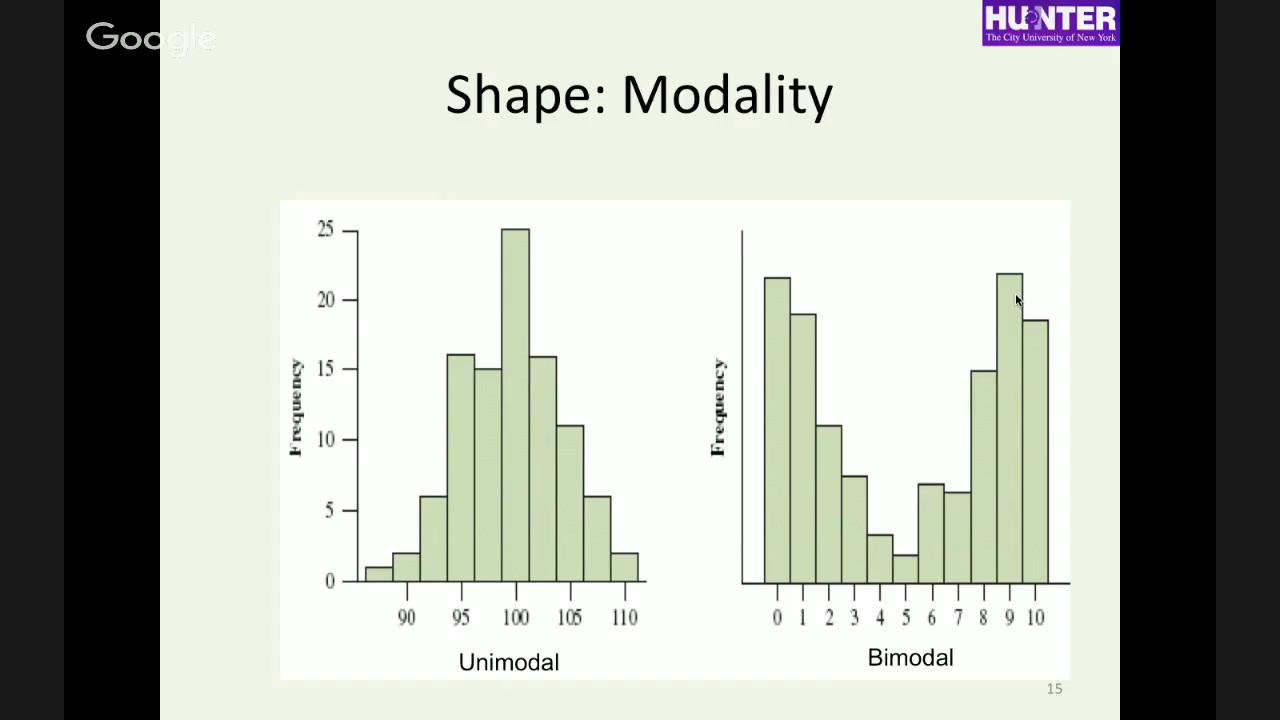 Google
HUNTER
The City University of New York
Shape: Modality
25
20
15
10
5
0
Frequency
90 95 100 105 110
Unimodal
Frequency
0 1 2 3 4 5 6 7 8 9 10
Bimodal
15